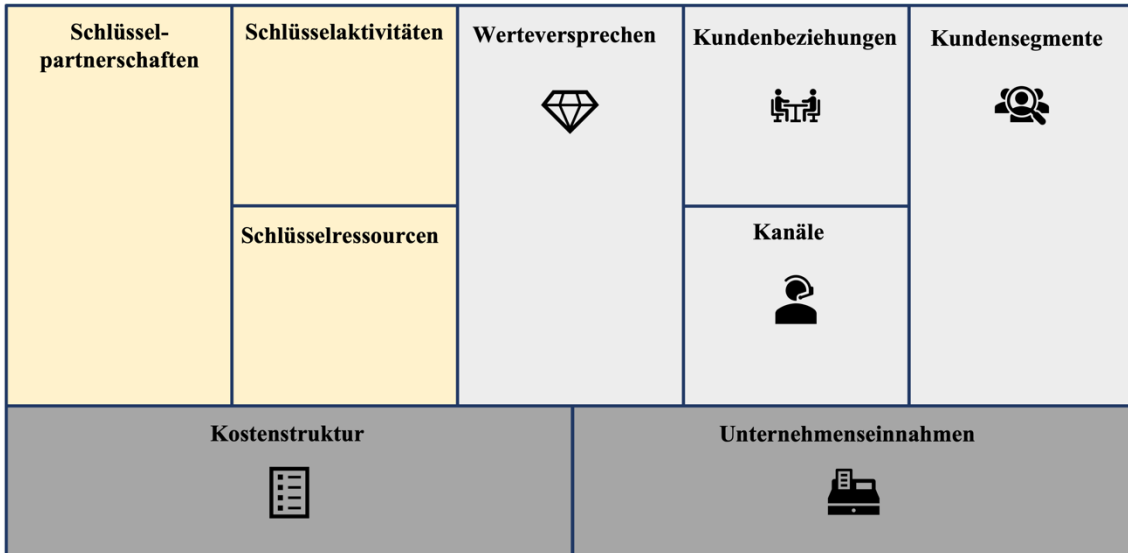 Schlüssel-
partnerschaften
Schlüsselaktivitäten
Schlüsselressourcen
Werteversprechen
Kundenbeziehungen
Kanäle
Kundensegmente
Kostenstruktur
Unternehmenseinnahmen